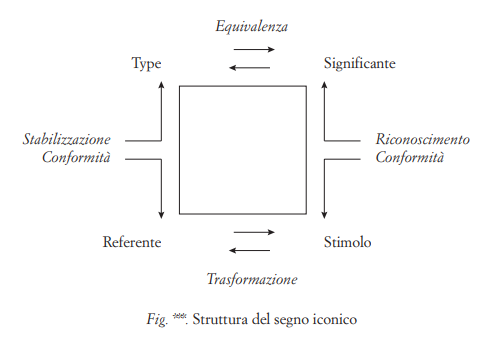 Equivalenza
Type
Significante
Stabilizzazione
Conformità
Riconoscimento
Conformità
Referente
Stimolo
Trasformazione
Fig. **. Struttura del segno iconico